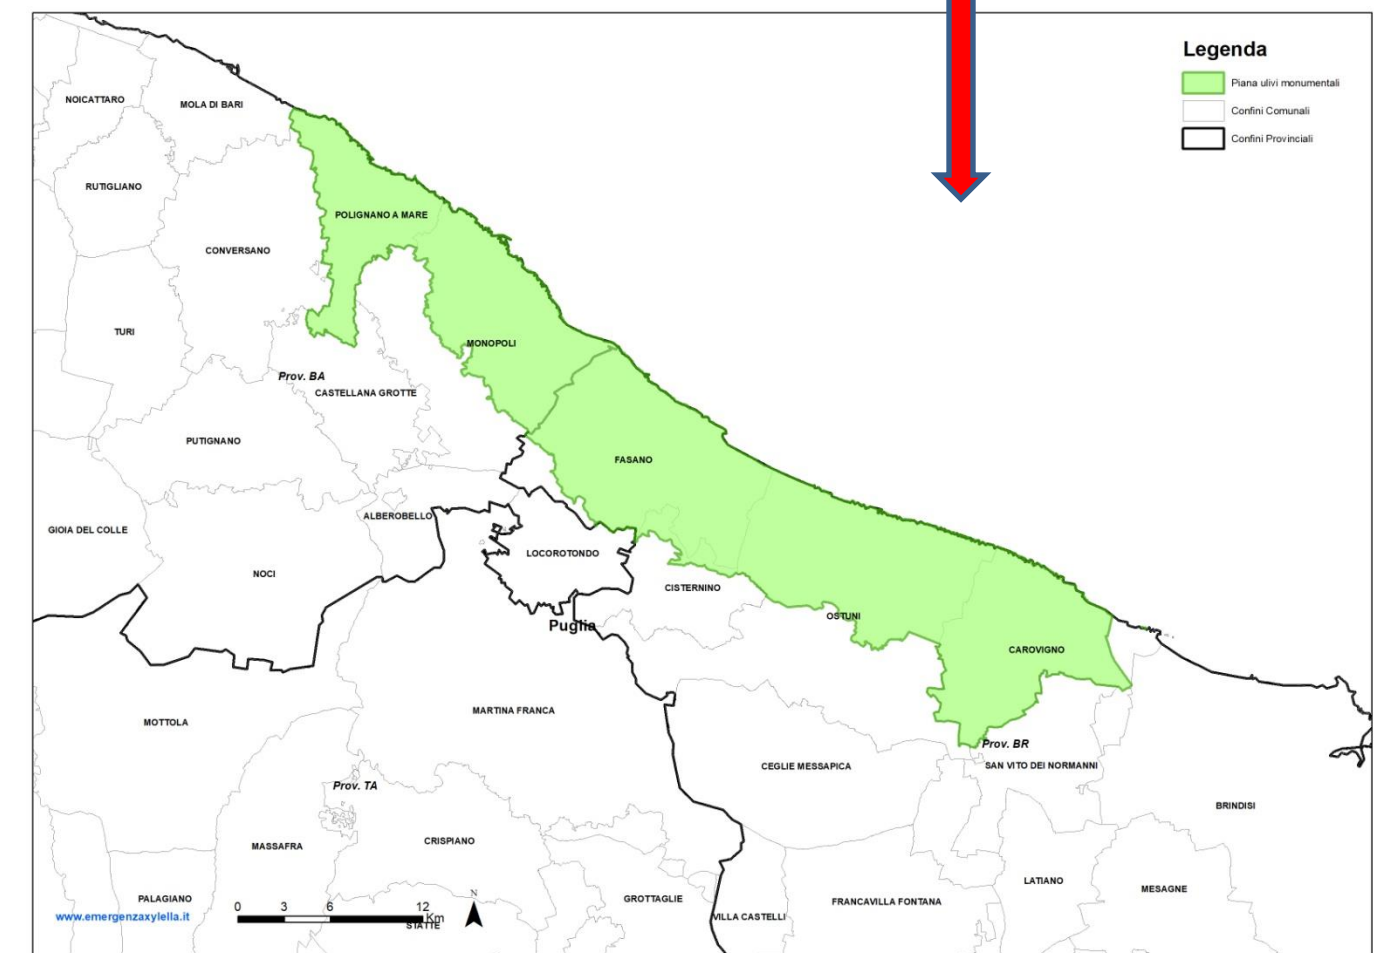 Legenda
Piana ulivi monumentali
Confini Comunali
Confini Provinciali
NOICATTARO
MOLA DI BARI
RUTIGLIANO
POLIGNANO A MARE
CONVERSANO
TURI
MONOPOLI
Prov. BA
CASTELLANA GROTTE
PUTIGNANO
FASANO
ALBEROBELLO
GIOIA DEL COLLE
LOCOROTONDO
NOCI
CISTERNINO
OSTUNI
Puglia
CAROVIGNO
MARTINA FRANCA
MOTTOLA
Prov. BR
CEGLIE MESSAPICA
SAN VITO DEI NORMANNI
Prov. TA
BRINDISI
CRISPIANO
MASSAFRA
LATIANO
MESAGNE
PALAGIANO
GROTTAGLIE
FRANCAVILLA FONTANA
VILLA CASTELLI
www.emergenzaxylella.it
0 3 6 12
Km
N
STATTE